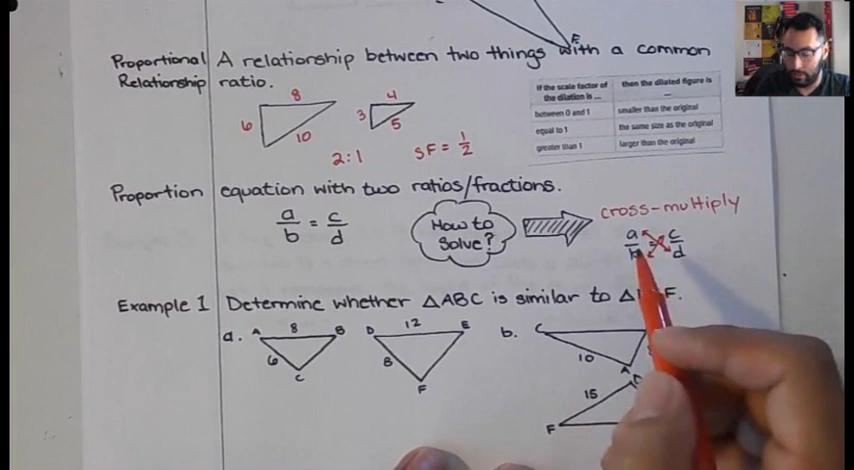 E
Proportional A relationship between two things with a common
Relationship ratio.
8
6
10
4
3
5
2:1
SF = 1/2
If the scale factor of the dilation is ... then the dilated figure is ...
between 0 and 1 smaller than the original
equal to 1 the same size as the original
greater than 1 larger than the original
Proportion equation with two ratios/fractions.
a/b = c/d
How to
Solve?
cross-multiply
a/b = c/d
Example 1 Determine whether △ABC is similar to △ F.
a. A 8 B
6
C
D 12 E
8
F
b. C
10
A
15
F